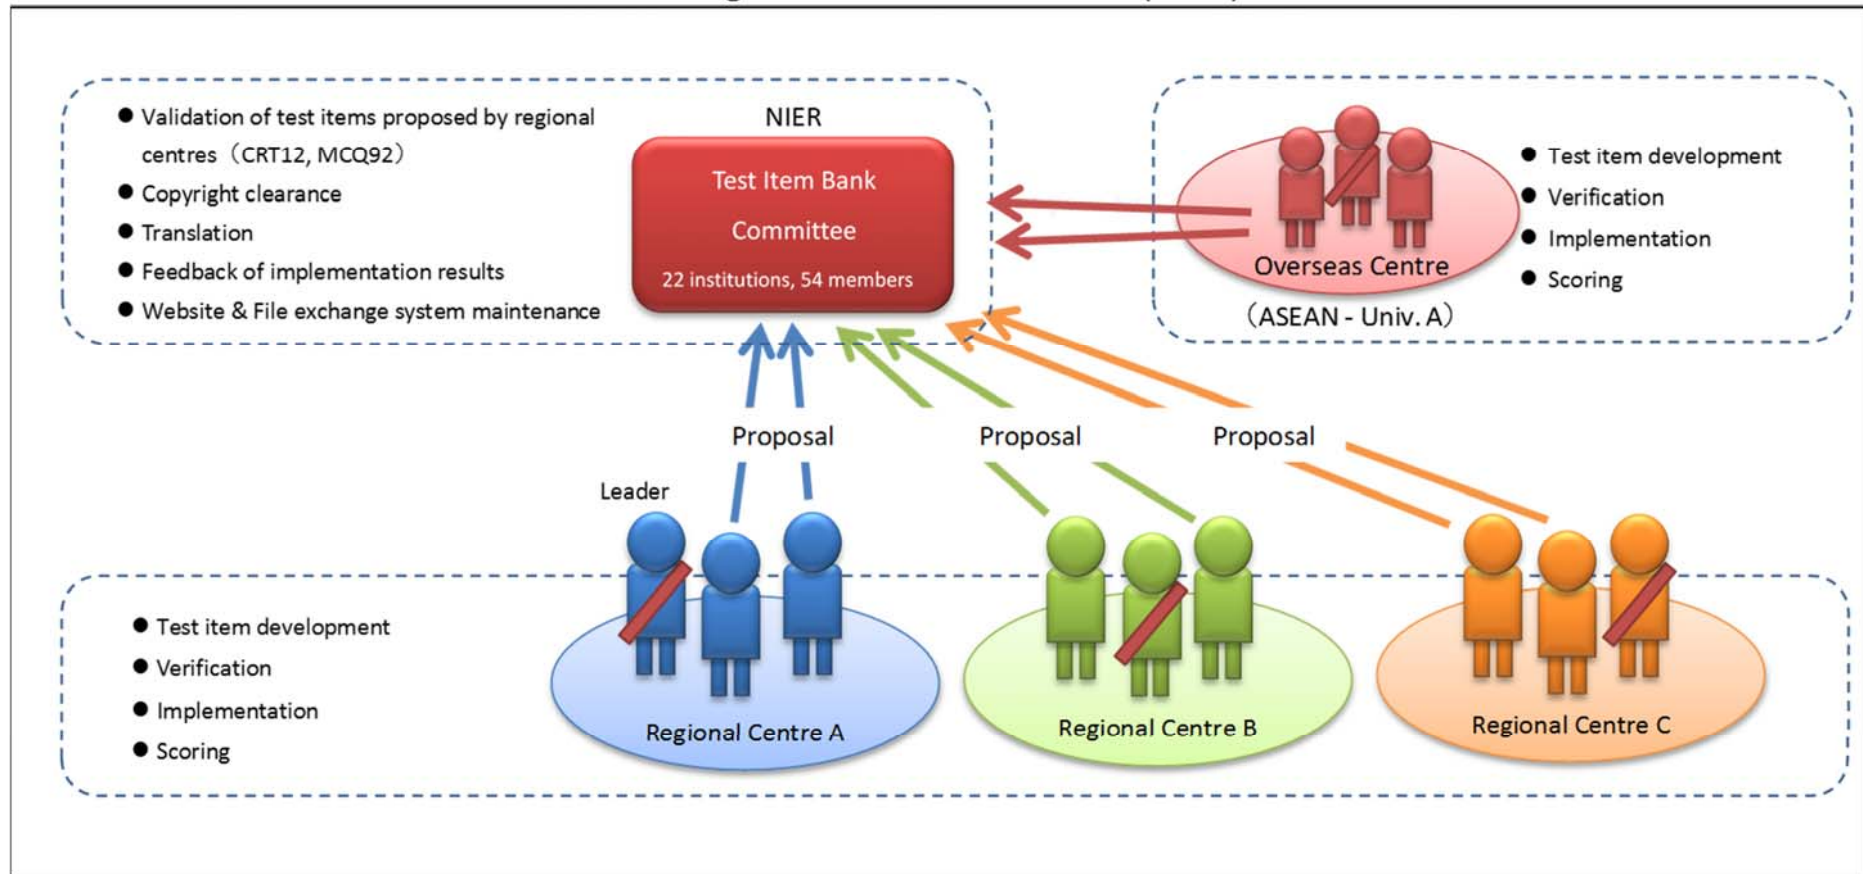 ● Validation of test items proposed by regional
centres（CRT12, MCQ92）
● Copyright clearance
● Translation
● Feedback of implementation results
● Website & File exchange system maintenance
NIER
Test Item Bank
Committee
22 institutions, 54 members
Overseas Centre
（ASEAN - Univ. A）
● Test item development
● Verification
● Implementation
● Scoring
Proposal
Proposal
Proposal
Leader
● Test item development
● Verification
● Implementation
● Scoring
Regional Centre A
Regional Centre B
Regional Centre C